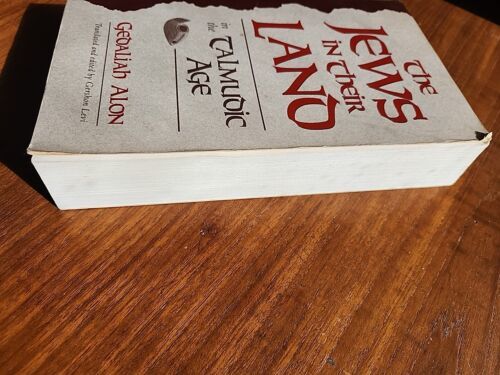 The
Jews
in Their
Land
in
the
Talmudic
Age
Gedaliah Alon
Translated and edited by Gershon Levi